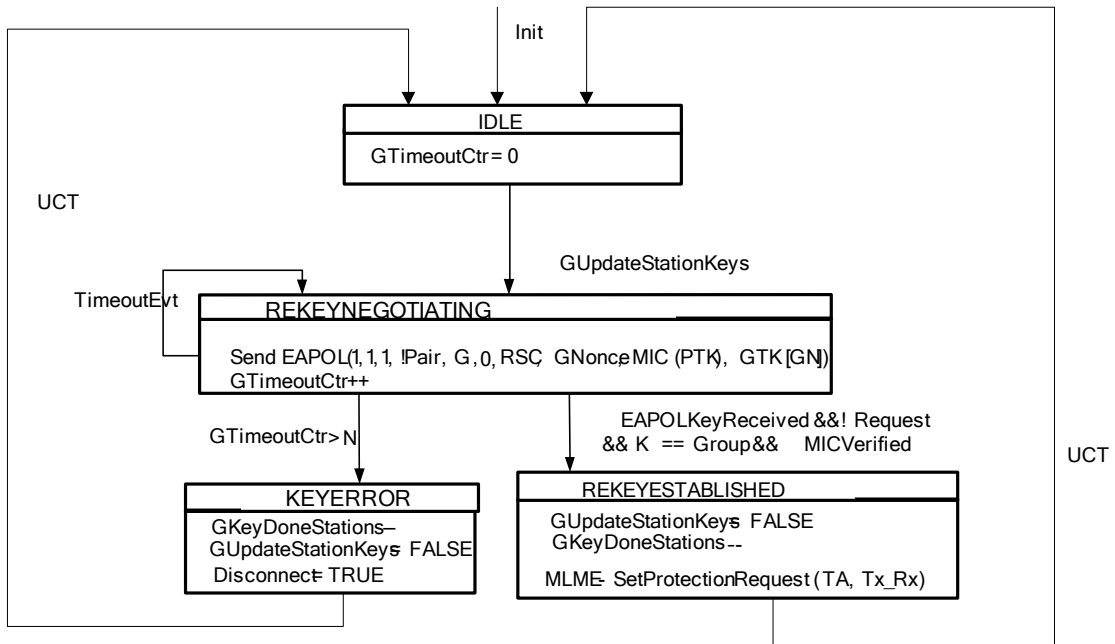 Init
IDLE
GTimeoutCtr = 0
UCT
GUpdateStationKeys
TimeoutEvt
REKEYNEGOTIATING
Send EAPOL(1,1,1, !Pair, G,0, RSC, GNonce,MIC (PTK), GTK[GN])
GTimeoutCtr++
GTimeoutCtr> N
EAPOLKeyReceived &&! Request
&& K == Group&& MICVerified
UCT
KEYERROR
GKeyDoneStations--
GUpdateStationKeys= FALSE
Disconnect= TRUE
REKEYESTABLISHED
GUpdateStationKeys= FALSE
GKeyDoneStations --
MLME- SetProtectionRequest(TA, Tx_Rx)